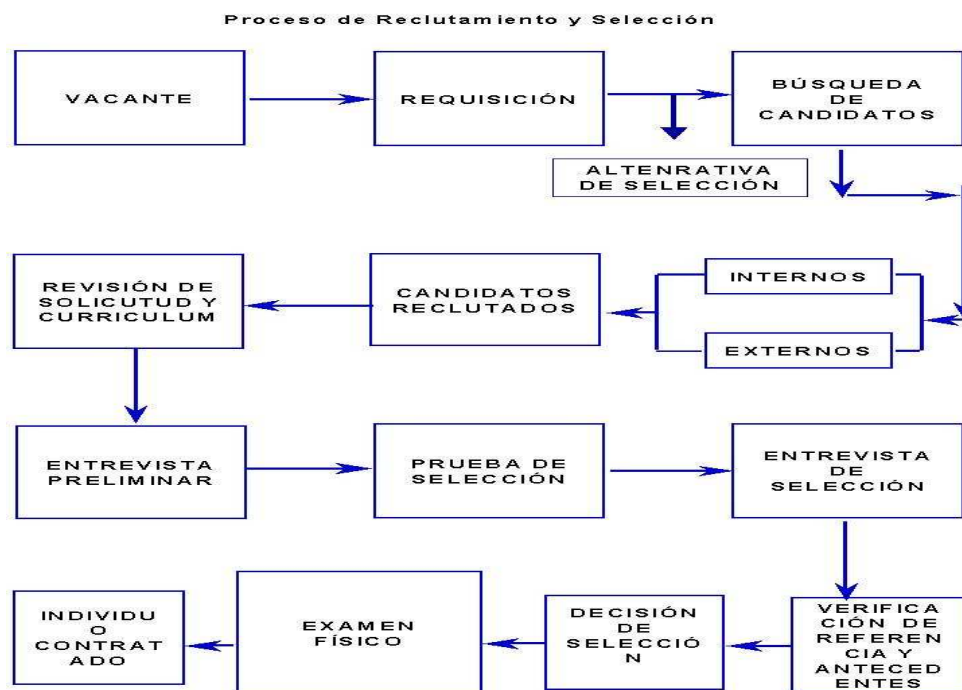 Proceso de Reclutamiento y Selección
VACANTE
REQUISICIÓN
BÚSQUEDA
DE
CANDIDATOS
ALTENRATIVA
DE SELECCIÓN
INTERNOS
EXTERNOS
CANDIDATOS
RECLUTADOS
REVISIÓN DE
SOLICUTUD Y
CURRICULUM
ENTREVISTA
PRELIMINAR
PRUEBA DE
SELECCIÓN
ENTREVISTA
DE
SELECCIÓN
VERIFICA
CIÓN DE
REFEREN
CIA Y
ANTECED
ENTES
DECISIÓN
DE
SELECCIÓ
N
EXAMEN
FÍSICO
INDIVIDU
O
CONTRAT
ADO